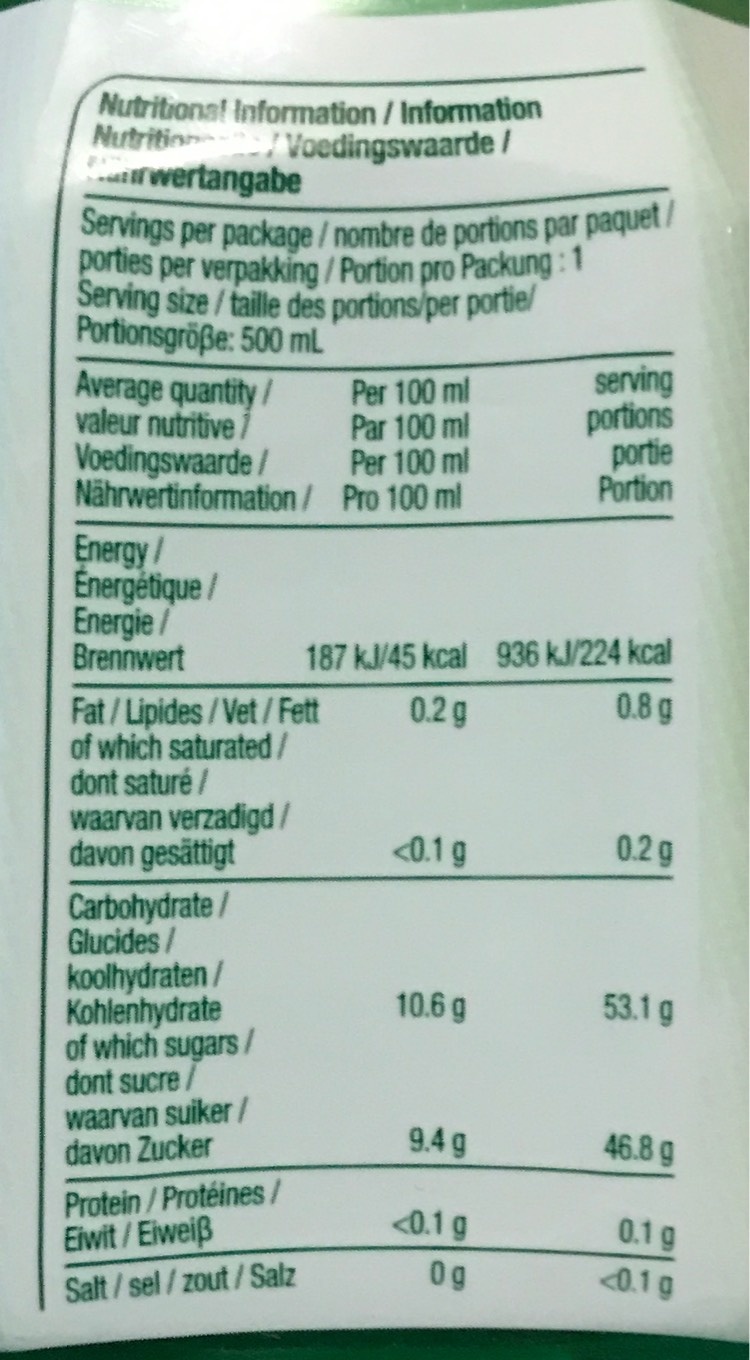 Nutritional Information / Information
/ Voedingswaarde /
Servings per package / nombre de portions par paquet /
porties per verpakking / Portion pro Packung : 1
Serving size / taille des portions/per portie/
Portionsgröße: 500 mL
Average quantity / Per 100 ml serving
valeur nutritive / Par 100 ml portions
Voedingswaarde / Per 100 ml portie
Nährwertinformation / Pro 100 ml Portion
Energy /
Énergétique /
Energie /
Brennwert 187 kJ/45 kcal 936 kJ/224 kcal
Fat / Lipides / Vet / Fett 0.2 g 0.8 g
of which saturated /
dont saturé /
waarvan verzadigd /
davon gesättigt <0.1 g 0.2 g
Carbohydrate /
Glucides /
koolhydraten /
Kohlenhydrate 10.6 g 53.1 g
of which sugars /
dont sucre /
waarvan suiker /
davon Zucker 9.4 g 46.8 g
Protein / Protéines /
Eiwit / Eiweiß <0.1 g 0.1 g
Salt / sel / zout / Salz 0 g <0.1 g